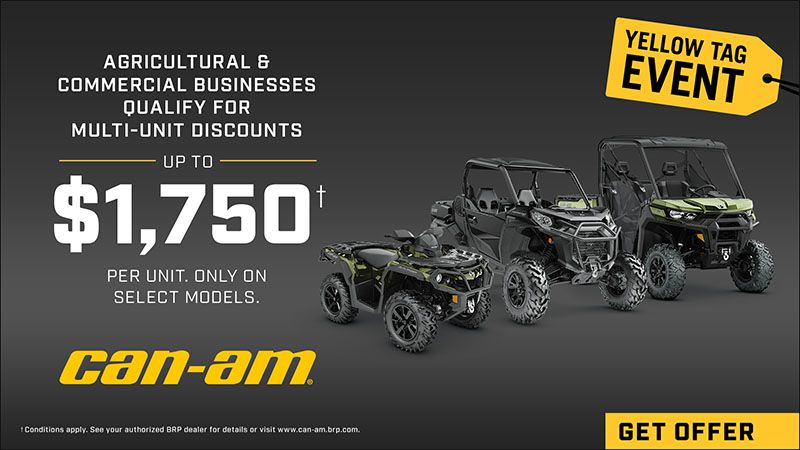 AGRICULTURAL &
COMMERCIAL BUSINESSES
QUALIFY FOR
MULTI-UNIT DISCOUNTS
UP TO
$1,750†
PER UNIT. ONLY ON
SELECT MODELS.
can-am®
†Conditions apply. See your authorized BRP dealer for details or visit www.can-am.brp.com.
YELLOW TAG
EVENT
GET OFFER